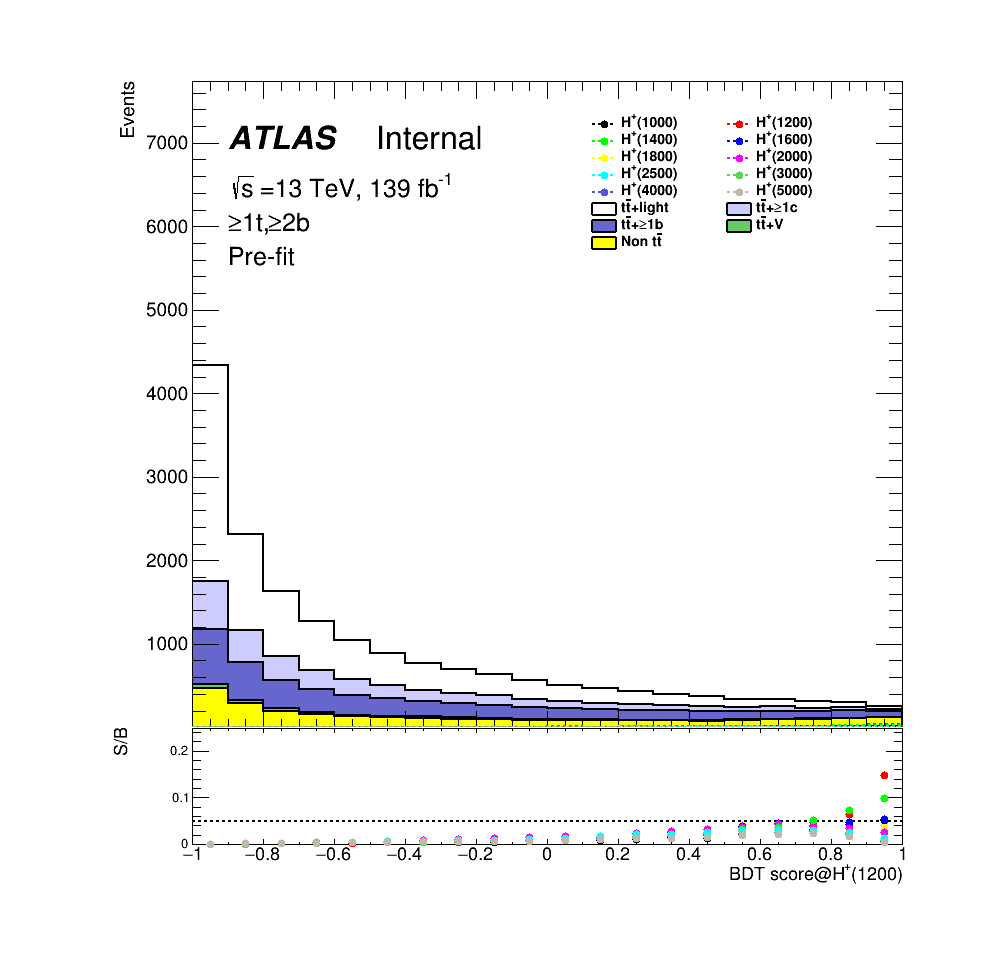 Events
7000
6000
5000
4000
3000
2000
1000
ATLAS Internal
√s =13 TeV, 139 fb⁻¹
≥1t,≥2b
Pre-fit
H⁺(1000) H⁺(1200)
H⁺(1400) H⁺(1600)
H⁺(1800) H⁺(2000)
H⁺(2500) H⁺(3000)
H⁺(4000) H⁺(5000)
tt̄+light tt̄+≥1c
tt̄+≥1b tt̄+V
Non tt̄
S/B
0.2
0.1
0
−1 −0.8 −0.6 −0.4 −0.2 0 0.2 0.4 0.6 0.8 1
BDT score@H⁺(1200)